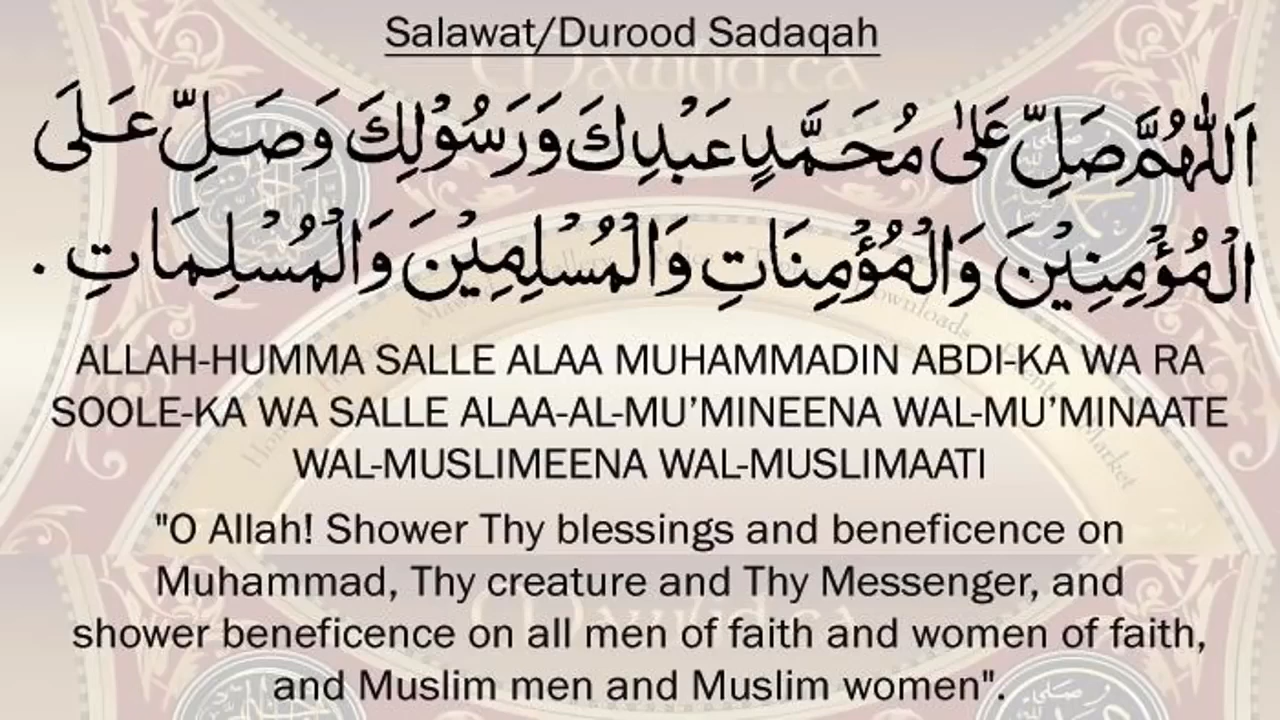 Salawat/Durood Sadaqah
اَللّٰهُمَّ صَلِّ عَلىٰ مُحَمَّدٍ عَبْدِكَ وَرَسُوْلِكَ وَصَلِّ عَلَى
الْمُؤْمِنِيْنَ وَالْمُؤْمِنَاتِ وَالْمُسْلِمِيْنَ وَالْمُسْلِمَاتِ .
ALLAH-HUMMA SALLE ALAA MUHAMMADIN ABDI-KA WA RA
SOOLE-KA WA SALLE ALAA-AL-MU’MINEENA WAL-MU’MINAATE
WAL-MUSLIMEENA WAL-MUSLIMAATI
"O Allah! Shower Thy blessings and beneficence on
Muhammad, Thy creature and Thy Messenger, and
shower beneficence on all men of faith and women of faith,
and Muslim men and Muslim women".